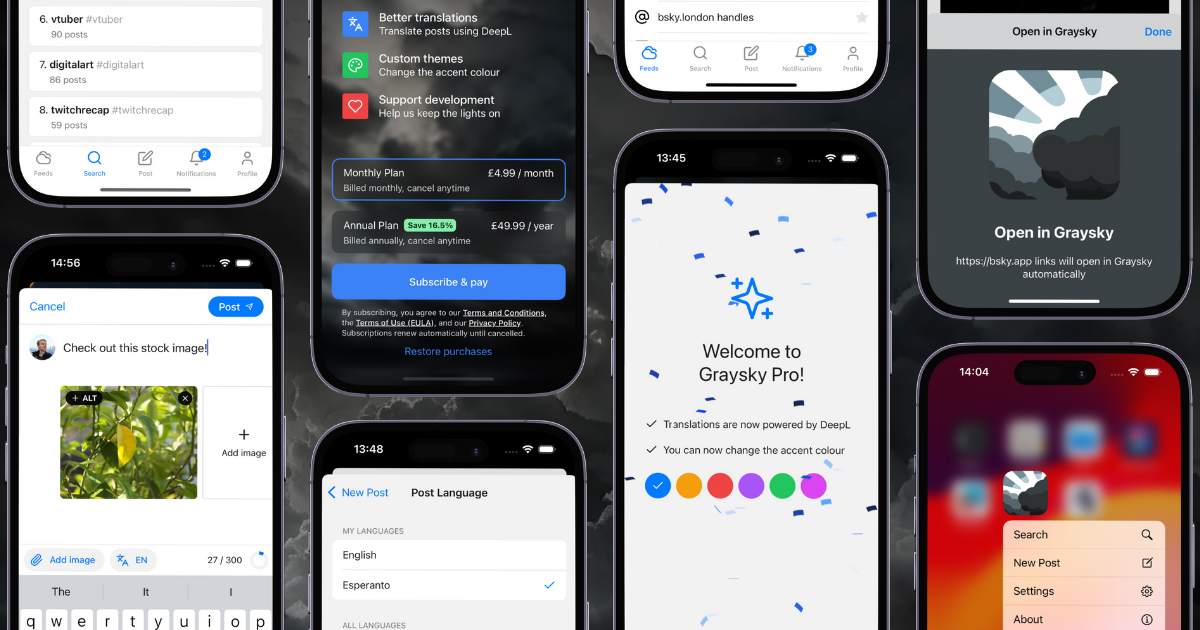 6. vtuber #vtuber
90 posts
7. digitalart #digitalart
86 posts
8. twitchrecap #twitchrecap
59 posts
Feeds
Search
Post
2
Notifications
Profile
14:56
Cancel
Post
Check out this stock image!
+ ALT
+
Add image
Add image
EN
27 / 300
The
It
I
q w e r t y u i o p
Better translations
Translate posts using DeepL
Custom themes
Change the accent colour
Support development
Help us keep the lights on
Monthly Plan
£4.99 / month
Billed monthly, cancel anytime
Annual Plan
Save 16.5%
£49.99 / year
Billed annually, cancel anytime
Subscribe & pay
By subscribing, you agree to our Terms and Conditions,
the Terms of Use (EULA), and our Privacy Policy.
Subscriptions renew automatically until cancelled.
Restore purchases
13:48
New Post
Post Language
MY LANGUAGES
English
Esperanto
ALL LANGUAGES
@ bsky.london handles
Feeds
Search
Post
3
Notifications
Profile
13:45
Welcome to
Graysky Pro!
Translations are now powered by DeepL
You can now change the accent colour
Open in Graysky
Done
Open in Graysky
https://bsky.app links will open in Graysky
automatically
14:04
Search
New Post
Settings
About